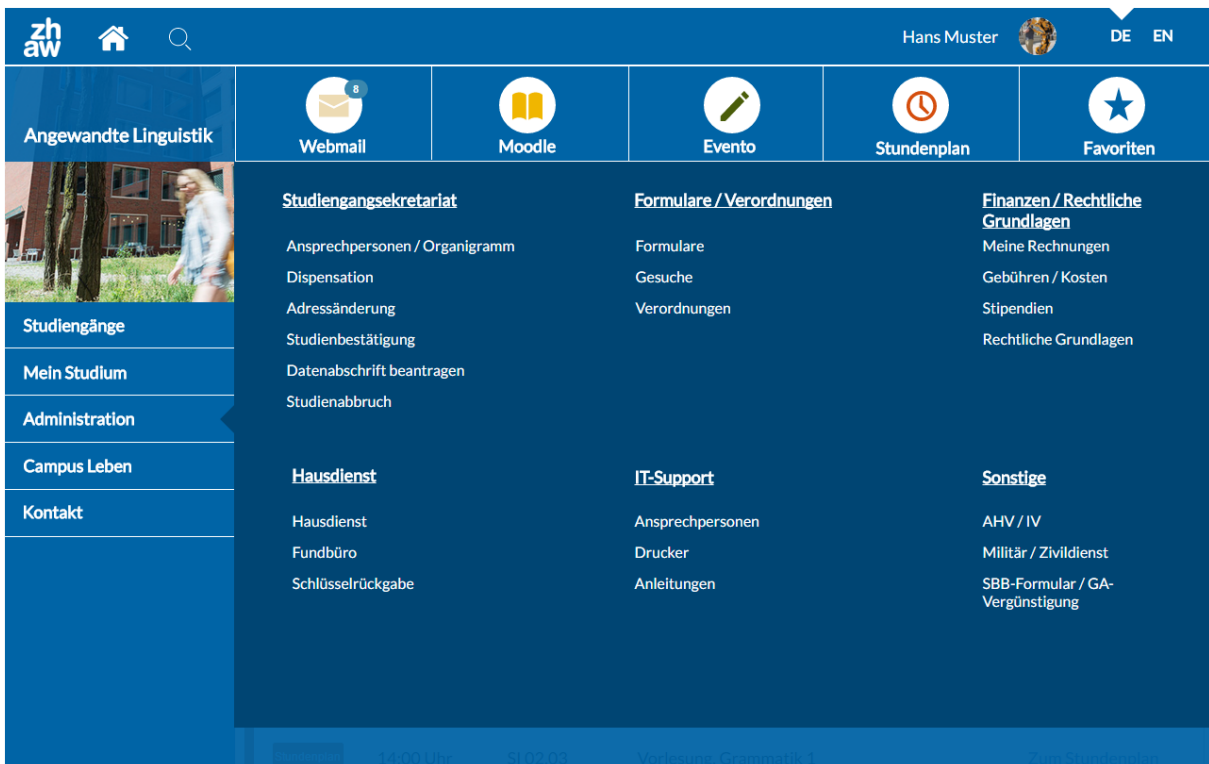 zh
aw
Hans Muster
DE EN
Angewandte Linguistik
8
Webmail
Moodle
Evento
Stundenplan
Favoriten
Studiengänge
Mein Studium
Administration
Campus Leben
Kontakt
Studiengangsekretariat
Ansprechpersonen / Organigramm
Dispensation
Adressänderung
Studienbestätigung
Datenabschrift beantragen
Studienabbruch
Formulare / Verordnungen
Formulare
Gesuche
Verordnungen
Finanzen / Rechtliche
Grundlagen
Meine Rechnungen
Gebühren / Kosten
Stipendien
Rechtliche Grundlagen
Hausdienst
Hausdienst
Fundbüro
Schlüsselrückgabe
IT-Support
Ansprechpersonen
Drucker
Anleitungen
Sonstige
AHV / IV
Militär / Zivildienst
SBB-Formular / GA-
Vergünstigung
14:00 Uhr SI 02.03 Vorlesung, Grammatik 1 Zum Stundenplan